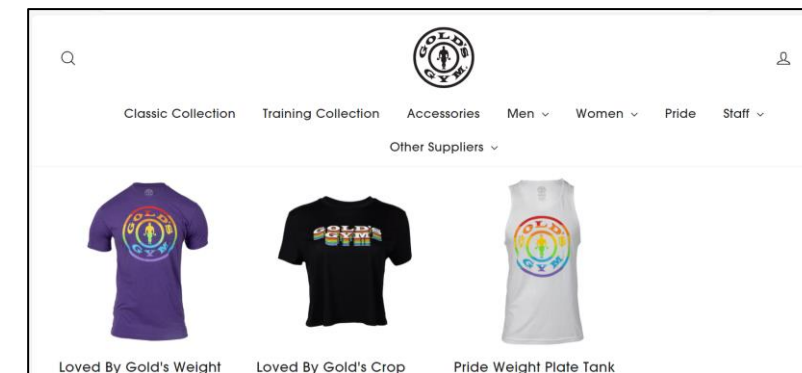 GOLD'S GYM.
Classic Collection Training Collection Accessories Men Women Pride Staff
Other Suppliers
GOLD'S GYM.
GOLD'S GYM
GOLD'S GYM
Loved By Gold's Weight Loved By Gold's Crop Pride Weight Plate Tank